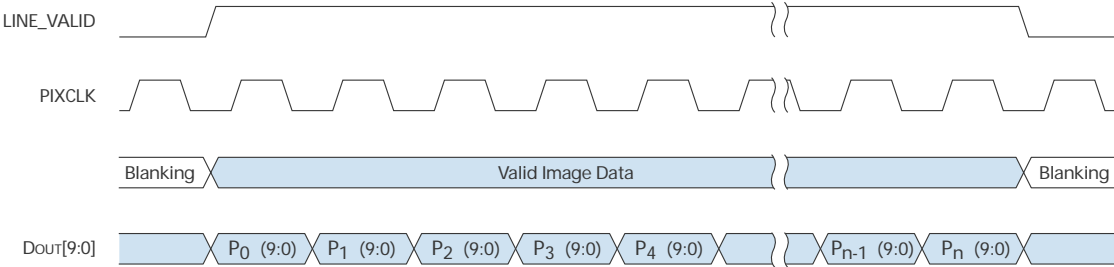 LINE_VALID
PIXCLK
Blanking Valid Image Data Blanking
DOUT[9:0] P0 (9:0) P1 (9:0) P2 (9:0) P3 (9:0) P4 (9:0) Pn-1 (9:0) Pn (9:0)